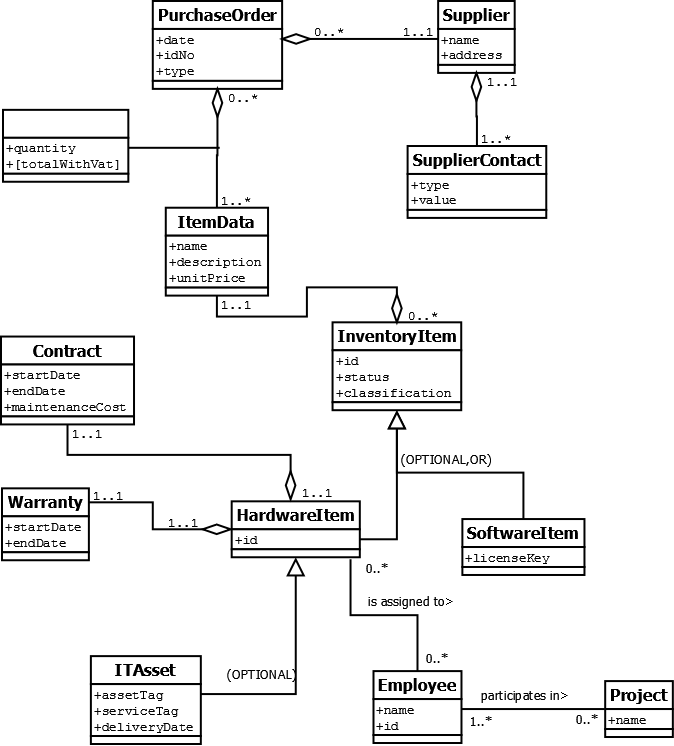 PurchaseOrder
+date
+idNo
+type
0..*
1..1
Supplier
+name
+address
0..*
1..1
+quantity
+[totalWithVat]
1..*
SupplierContact
+type
+value
1..*
ItemData
+name
+description
+unitPrice
1..1
0..*
InventoryItem
+id
+status
+classification
Contract
+startDate
+endDate
+maintenanceCost
1..1
(OPTIONAL,OR)
Warranty
+startDate
+endDate
1..1
1..1
1..1
HardwareItem
+id
SoftwareItem
+licenseKey
0..*
is assigned to>
0..*
(OPTIONAL)
ITAsset
+assetTag
+serviceTag
+deliveryDate
Employee
+name
+id
participates in>
1..*
0..*
Project
+name